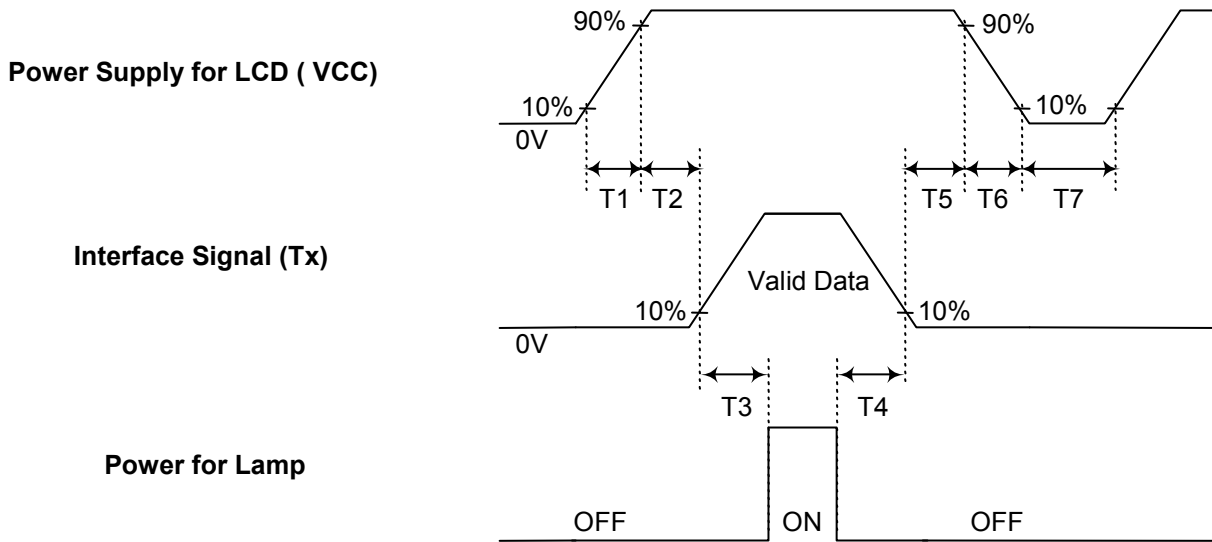 Power Supply for LCD ( VCC)
90%
90%
10%
10%
0V
T1
T2
T5
T6
T7
Interface Signal (Tx)
Valid Data
10%
10%
0V
T3
T4
Power for Lamp
OFF
ON
OFF